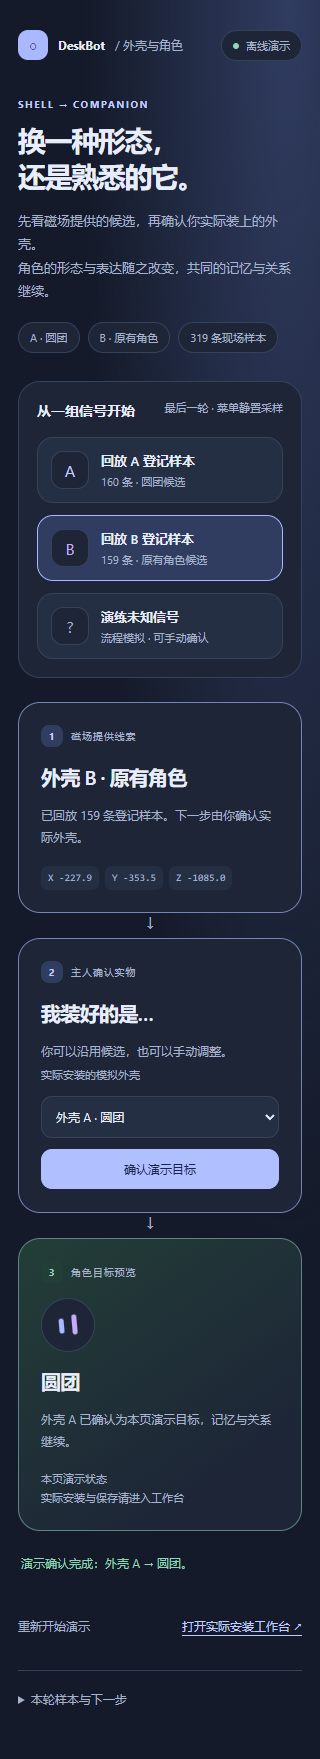 DeskBot / 外壳与角色
离线演示
SHELL → COMPANION
换一种形态，
还是熟悉的它。
先看磁场提供的候选，再确认你实际装上的外
壳。
角色的形态与表达随之改变，共同的记忆与关系
继续。
A · 圆团
B · 原有角色
319 条现场样本
从一组信号开始
最后一轮 · 菜单静置采样
A
回放 A 登记样本
160 条 · 圆团候选
B
回放 B 登记样本
159 条 · 原有角色候选
?
演练未知信号
流程模拟 · 可手动确认
1
磁场提供线索
外壳 B · 原有角色
已回放 159 条登记样本。下一步由你确认实
际外壳。
X -227.9
Y -353.5
Z -1085.0
↓
2
主人确认实物
我装好的是…
你可以沿用候选，也可以手动调整。
实际安装的模拟外壳
外壳 A · 圆团
确认演示目标
↓
3
角色目标预览
圆团
外壳 A 已确认为本页演示目标，记忆与关系
继续。
本页演示状态
实际安装与保存请进入工作台
演示确认完成：外壳 A → 圆团。
重新开始演示
打开实际安装工作台 ↗
▶ 本轮样本与下一步